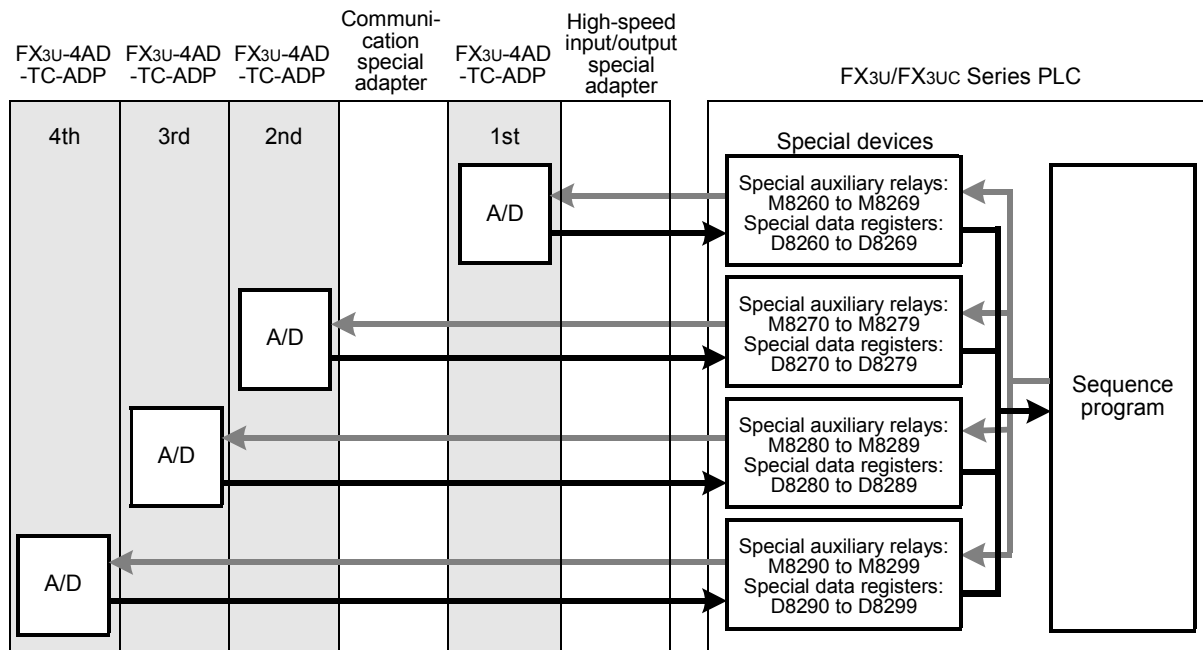 FX3U-4AD
-TC-ADP
FX3U-4AD
-TC-ADP
FX3U-4AD
-TC-ADP
Communi-
cation
special
adapter
FX3U-4AD
-TC-ADP
High-speed
input/output
special
adapter
FX3U/FX3UC Series PLC
4th
3rd
2nd
1st
Special devices
A/D
Special auxiliary relays:
M8260 to M8269
Special data registers:
D8260 to D8269
A/D
Special auxiliary relays:
M8270 to M8279
Special data registers:
D8270 to D8279
Sequence
program
A/D
Special auxiliary relays:
M8280 to M8289
Special data registers:
D8280 to D8289
A/D
Special auxiliary relays:
M8290 to M8299
Special data registers:
D8290 to D8299